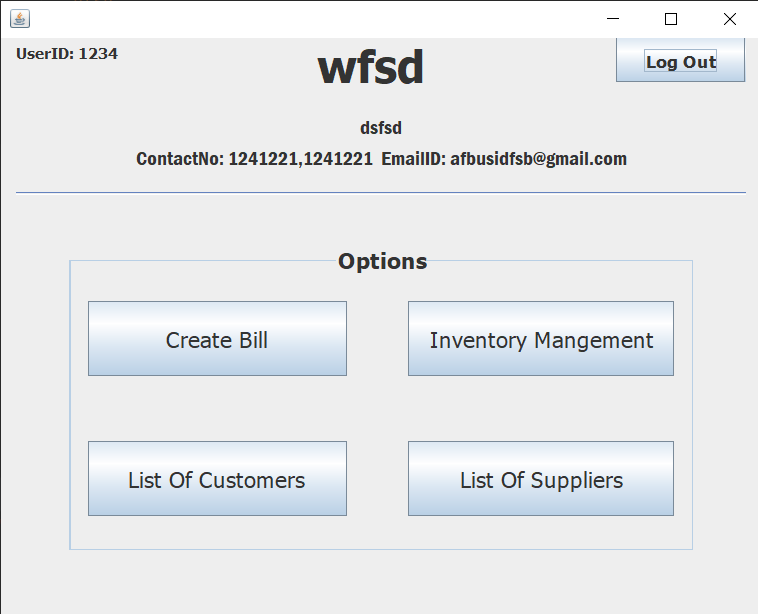 UserID: 1234
wfsd
Log Out
dsfsd
ContactNo: 1241221,1241221 EmailID: afbusidfsb@gmail.com
Options
Create Bill
Inventory Mangement
List Of Customers
List Of Suppliers